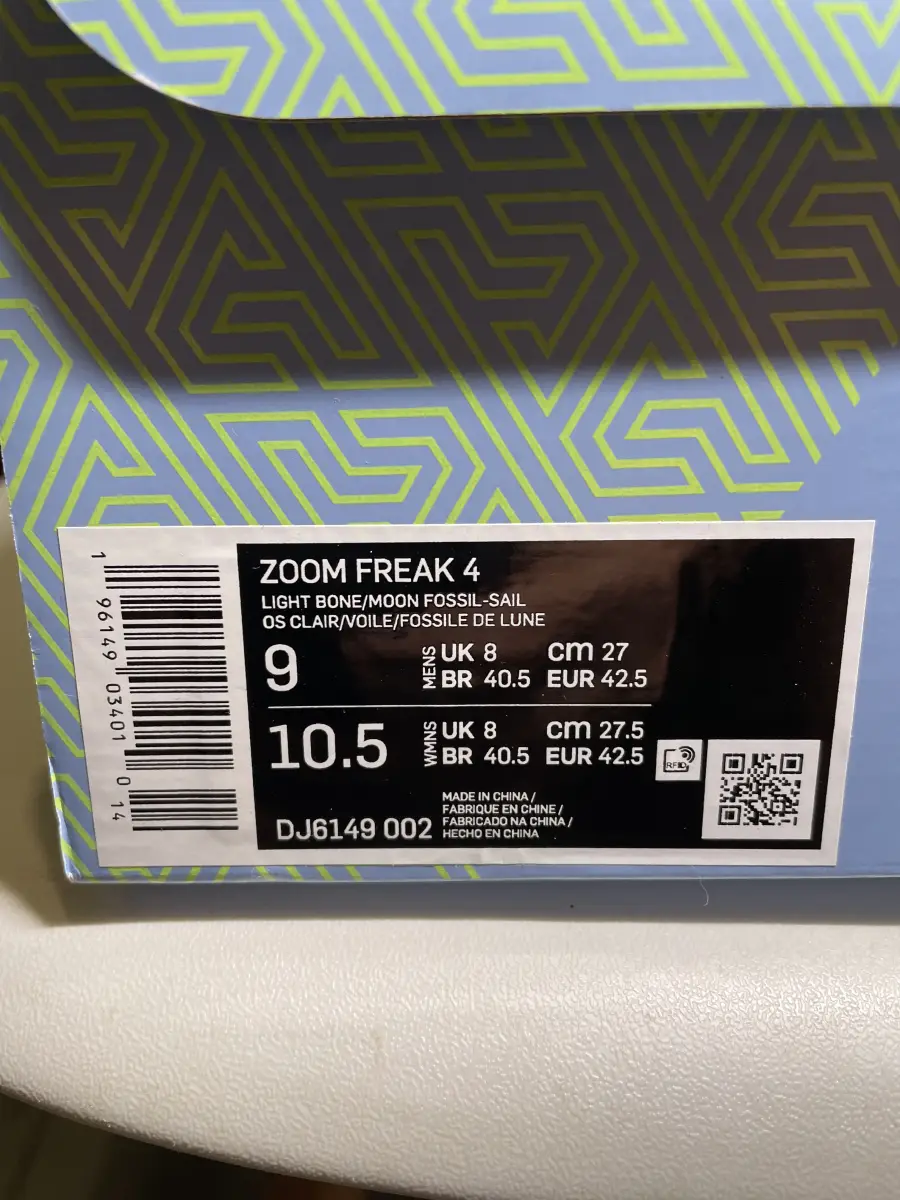 ZOOM FREAK 4
LIGHT BONE/MOON FOSSIL-SAIL
OS CLAIR/VOILE/FOSSILE DE LUNE
9 MENS UK 8 cm 27
BR 40.5 EUR 42.5
10.5 WMNS UK 8 cm 27.5
BR 40.5 EUR 42.5
RFID
MADE IN CHINA /
FABRIQUE EN CHINE /
FABRICADO NA CHINA /
HECHO EN CHINA
DJ6149 002
1 96149 03401 0 14